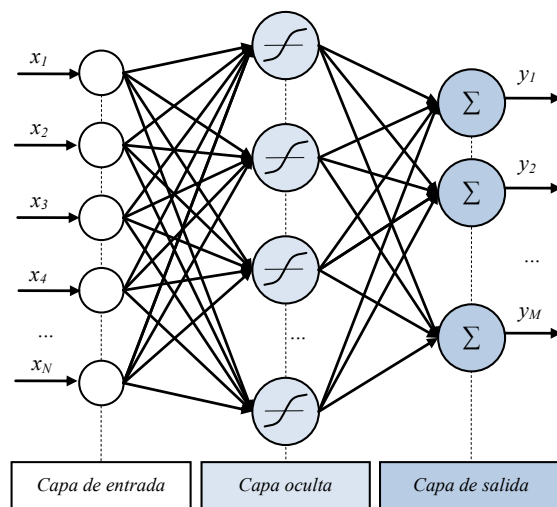 x1
x2
x3
x4
...
xN
...
Σ
Σ
Σ
y1
y2
...
yM
Capa de entrada
Capa oculta
Capa de salida